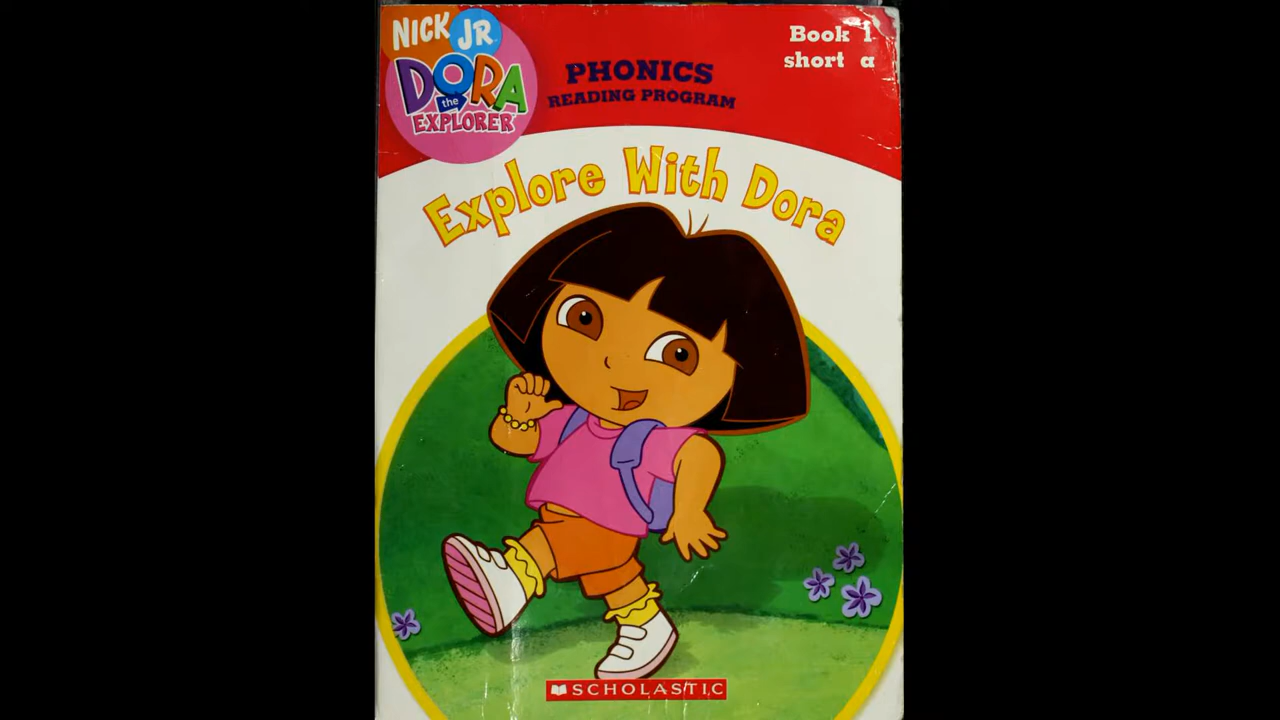 NICK JR
DORA
the
EXPLORER
PHONICS
READING PROGRAM
Book 1
short a
Explore With Dora
SCHOLASTIC